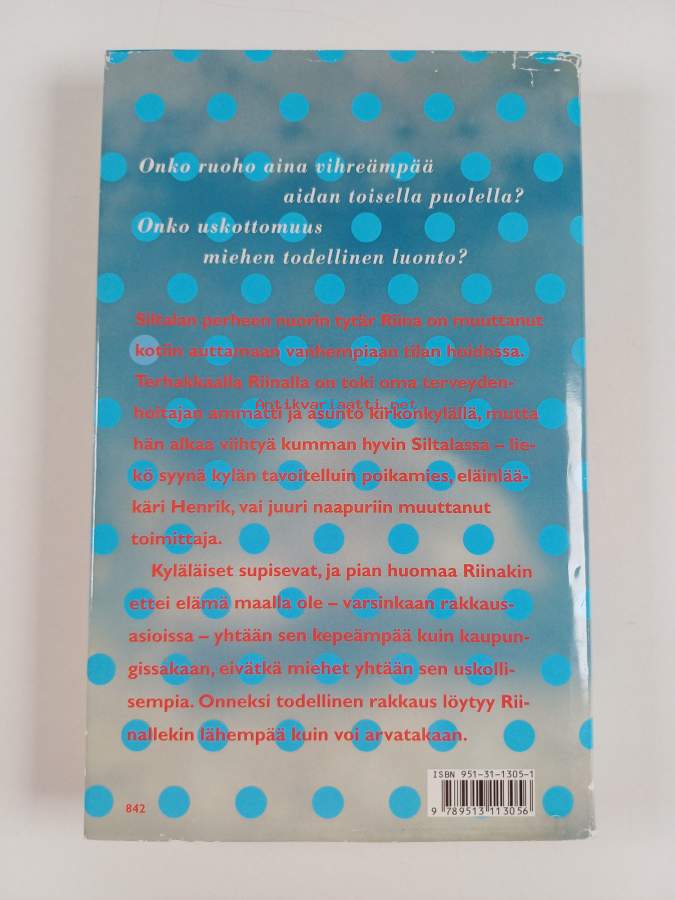 Onko ruoho aina vihreämpää
aidan toisella puolella?
Onko uskottomuus
miehen todellinen luonto?
Siltalan perheen nuorin tytär Riina on muuttanut
kotiin auttamaan vanhempiaan tilan hoidossa.
Terhakkaalla Riinalla on toki oma terveyden-
Antikvariaatti.net
hoitajan ammatti ja asunto kirkonkylällä, mutta
hän alkaa viihtyä kumman hyvin Siltalassa – lie-
kö syynä kylän tavoitelluin poikamies, eläinlää-
käri Henrik, vai juuri naapuriin muuttanut
toimittaja.
Kyläläiset supisevat, ja pian huomaa Riinakin
ettei elämä maalla ole – varsinkaan rakkaus-
asioissa – yhtään sen kepeämpää kuin kaupun-
gissakaan, eivätkä miehet yhtään sen uskolli-
sempia. Onneksi todellinen rakkaus löytyy Rii-
nallekin lähempää kuin voi arvatakaan.
ISBN 951-31-1305-1
9 789513 113056
842